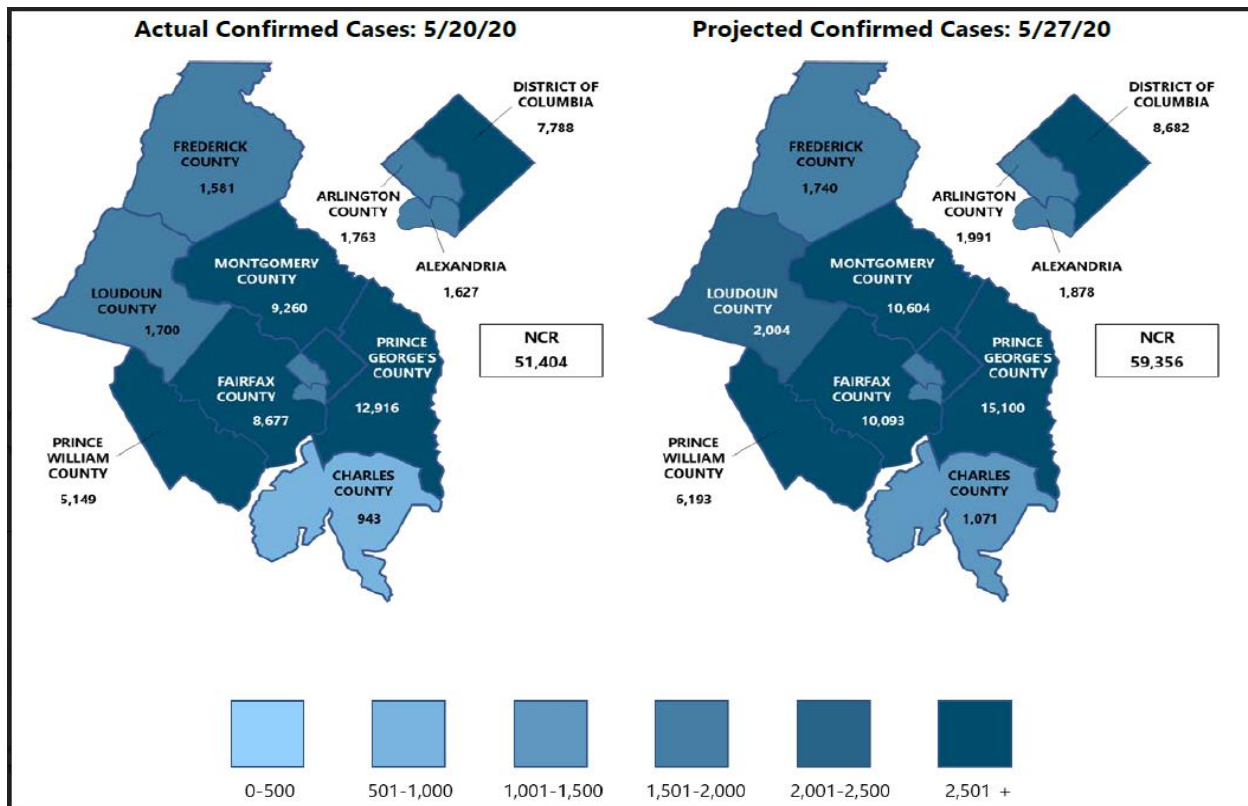 Actual Confirmed Cases: 5/20/20
DISTRICT OF
COLUMBIA
7,788
FREDERICK
COUNTY
1,581
ARLINGTON
COUNTY
1,763
ALEXANDRIA
1,627
MONTGOMERY
COUNTY
9,260
LOUDOUN
COUNTY
1,700
NCR
51,404
PRINCE
GEORGE'S
COUNTY
12,916
FAIRFAX
COUNTY
8,677
PRINCE
WILLIAM
COUNTY
5,149
CHARLES
COUNTY
943
Projected Confirmed Cases: 5/27/20
DISTRICT OF
COLUMBIA
8,682
FREDERICK
COUNTY
1,740
ARLINGTON
COUNTY
1,991
ALEXANDRIA
1,878
MONTGOMERY
COUNTY
10,604
LOUDOUN
COUNTY
2,004
NCR
59,356
PRINCE
GEORGE'S
COUNTY
15,100
FAIRFAX
COUNTY
10,093
PRINCE
WILLIAM
COUNTY
6,193
CHARLES
COUNTY
1,071
0-500
501-1,000
1,001-1,500
1,501-2,000
2,001-2,500
2,501 +